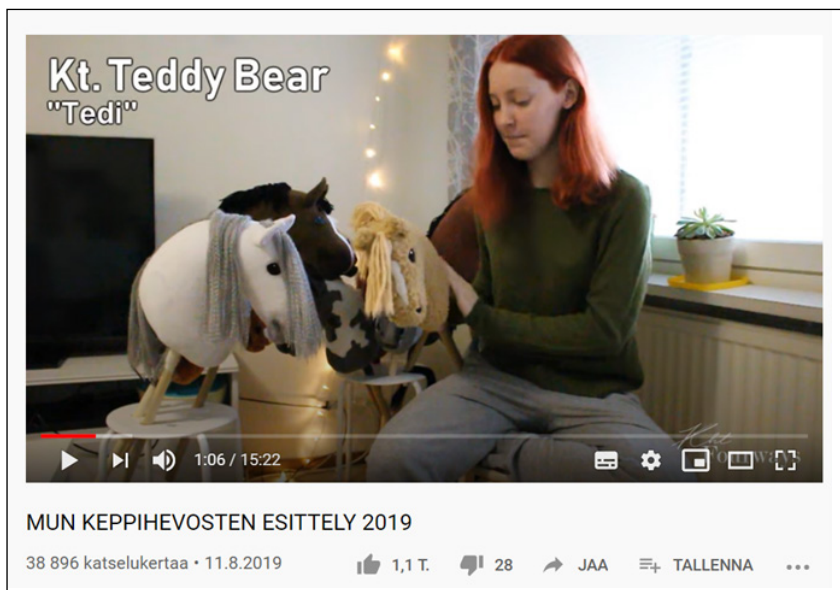 Kt. Teddy Bear
"Tedi"
1:06 / 15:22
MUN KEPPIHEVOSTEN ESITTELY 2019
38 896 katselukertaa • 11.8.2019 1,1 T. 28 JAA TALLENNA